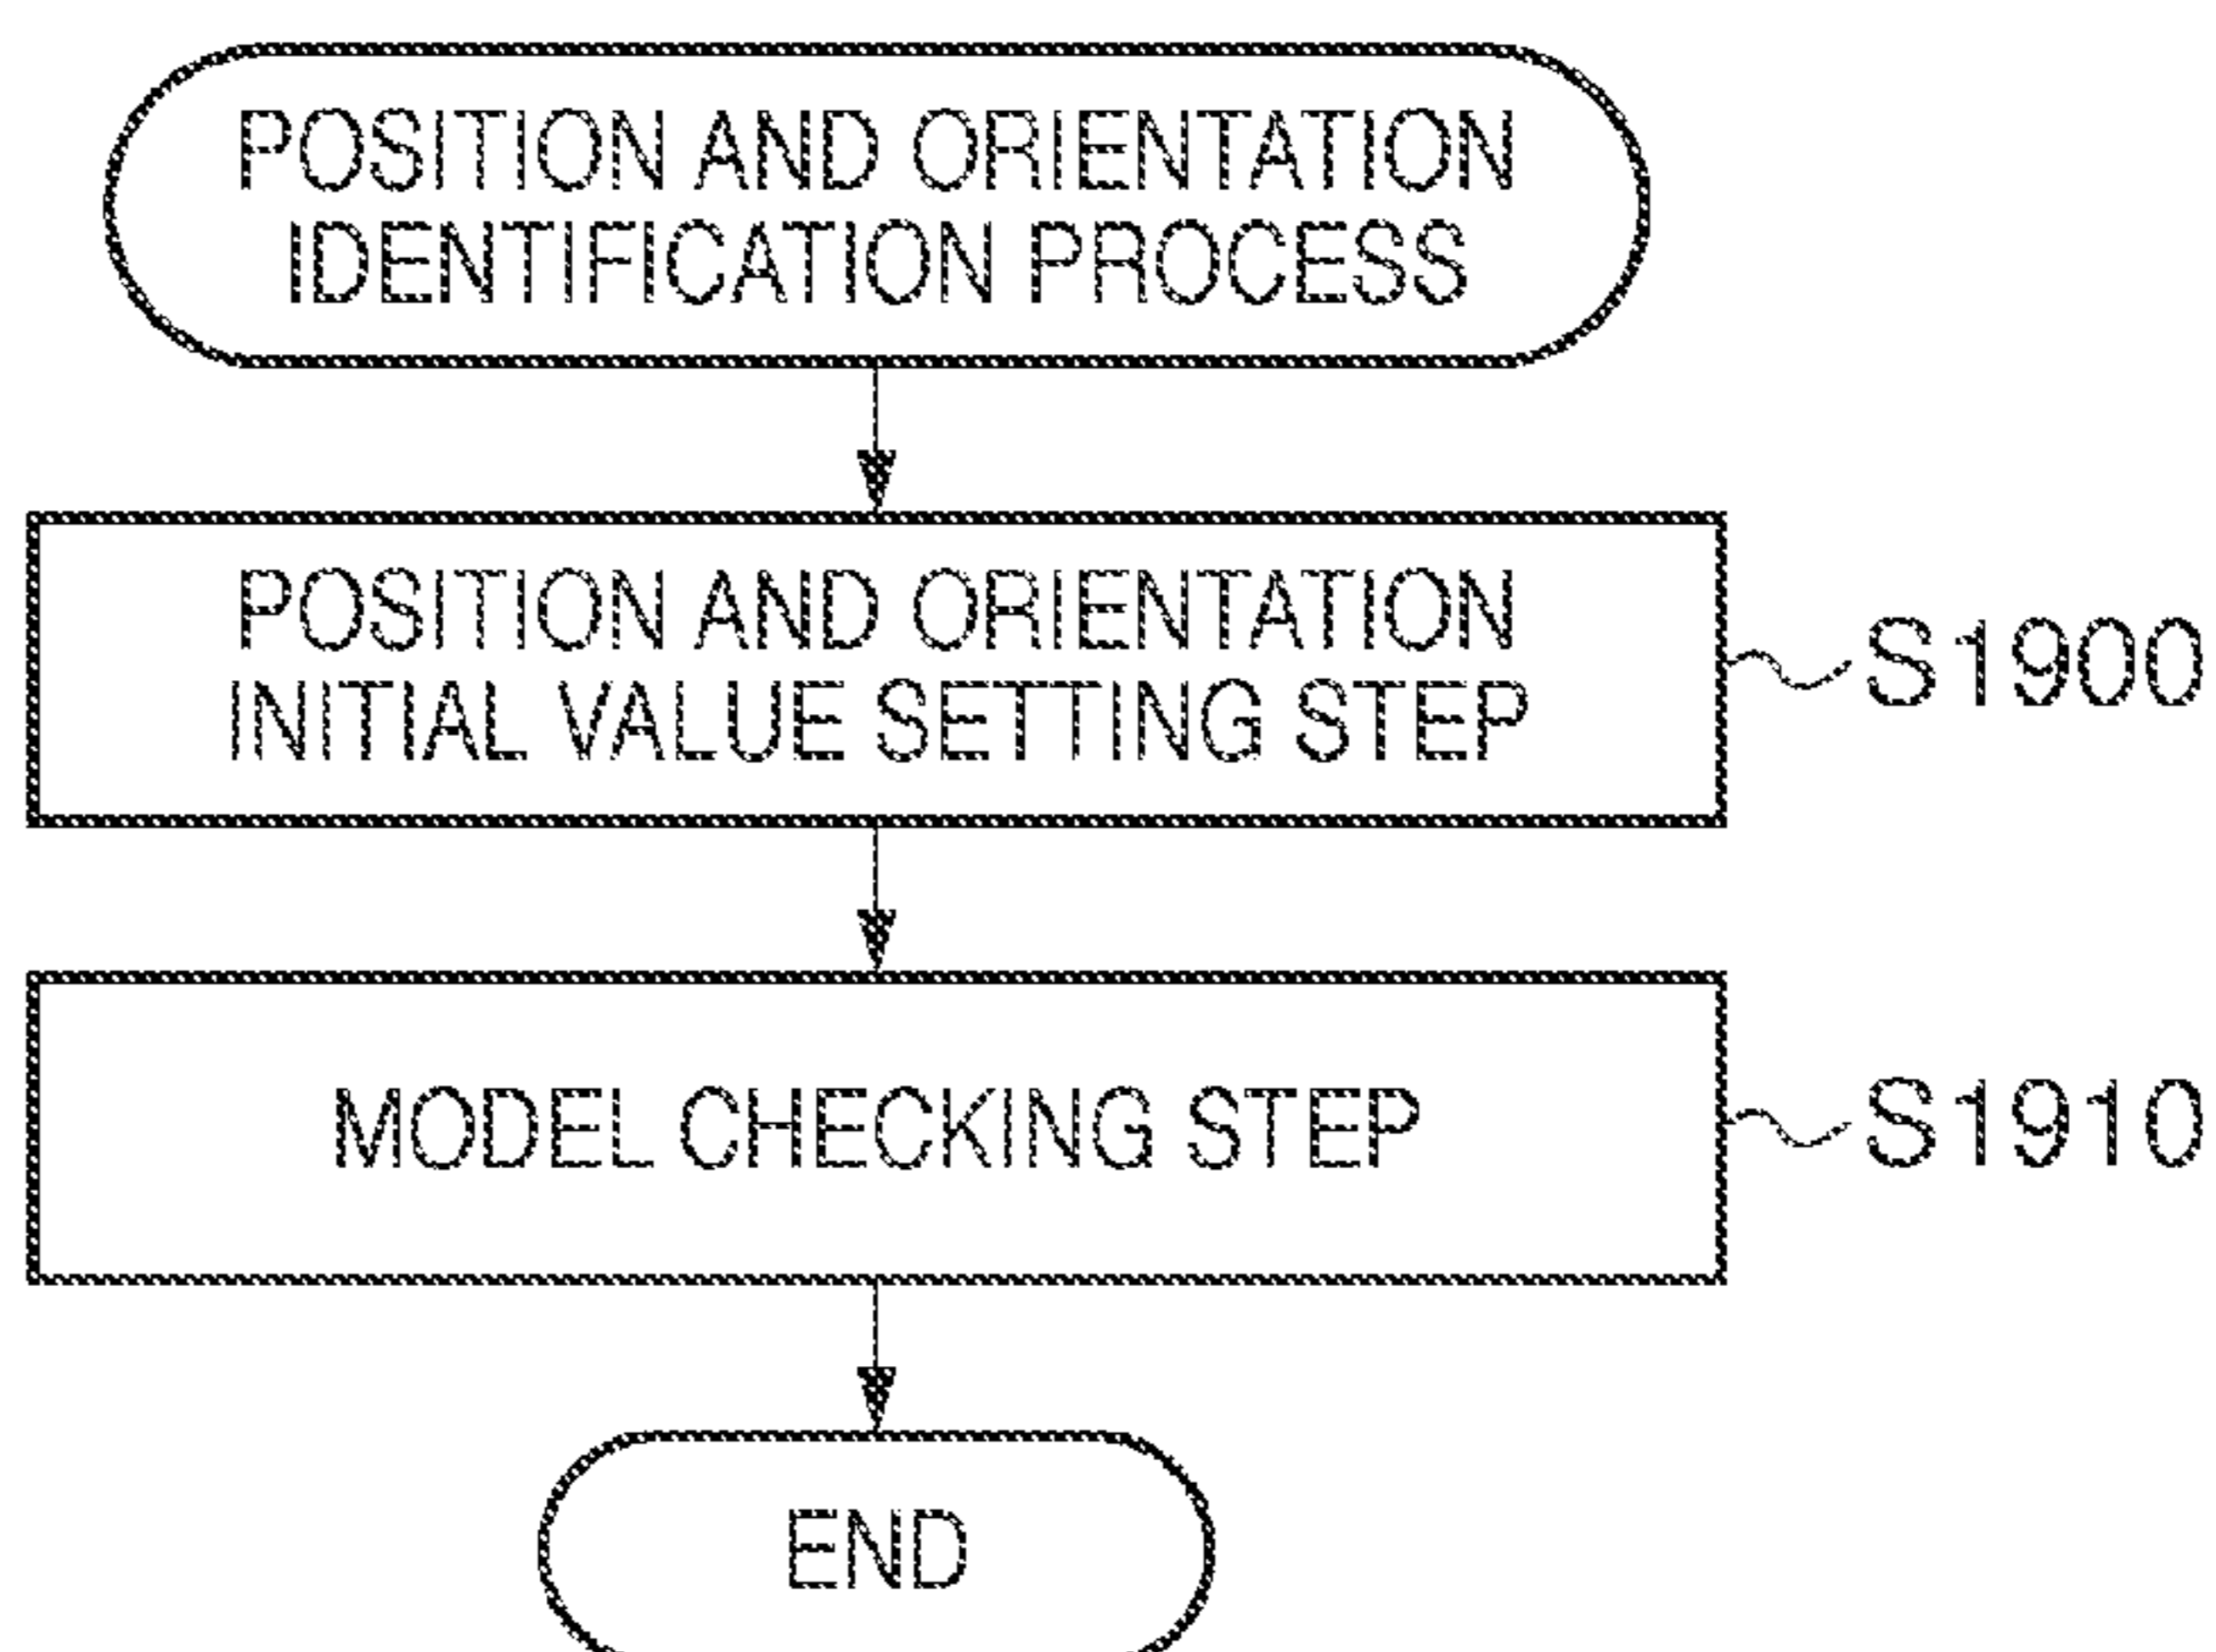 POSITION AND ORIENTATION
IDENTIFICATION PROCESS
POSITION AND ORIENTATION
INITIAL VALUE SETTING STEP
S1900
MODEL CHECKING STEP
S1910
END